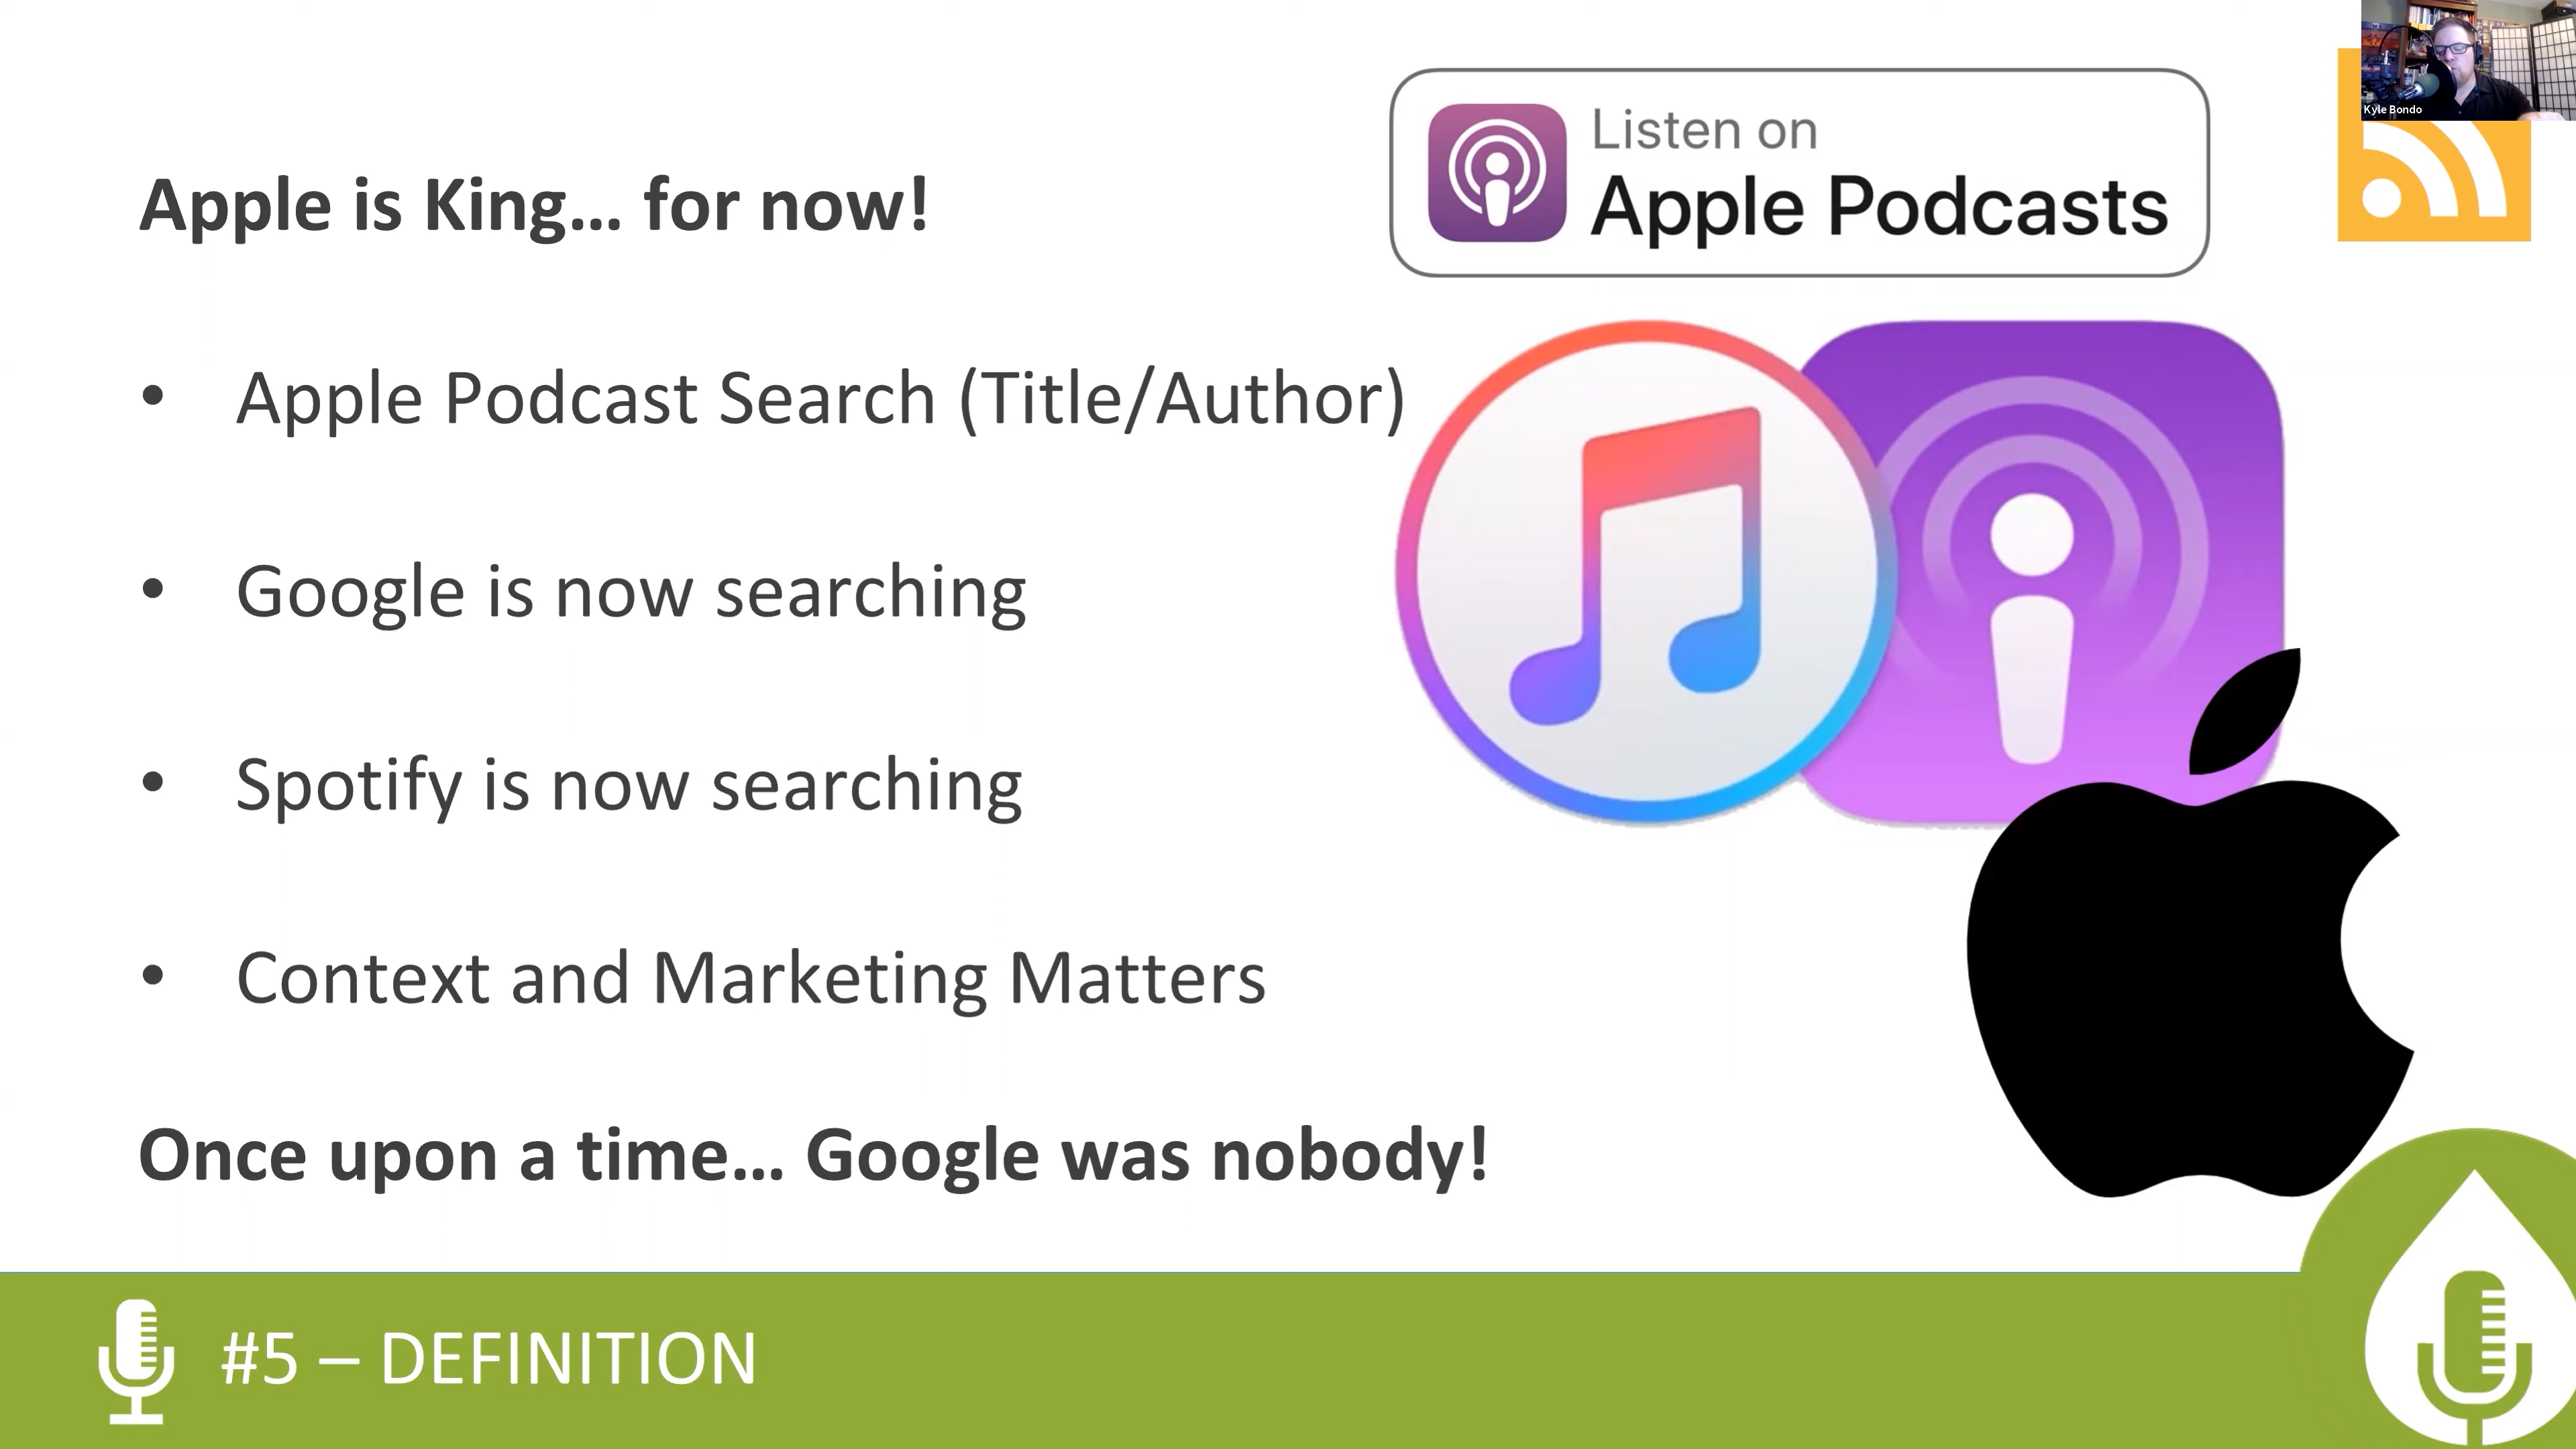 Kyle Bondo
Listen on
Apple Podcasts
Apple is King... for now!
• Apple Podcast Search (Title/Author)
• Google is now searching
• Spotify is now searching
• Context and Marketing Matters
Once upon a time... Google was nobody!
#5 – DEFINITION